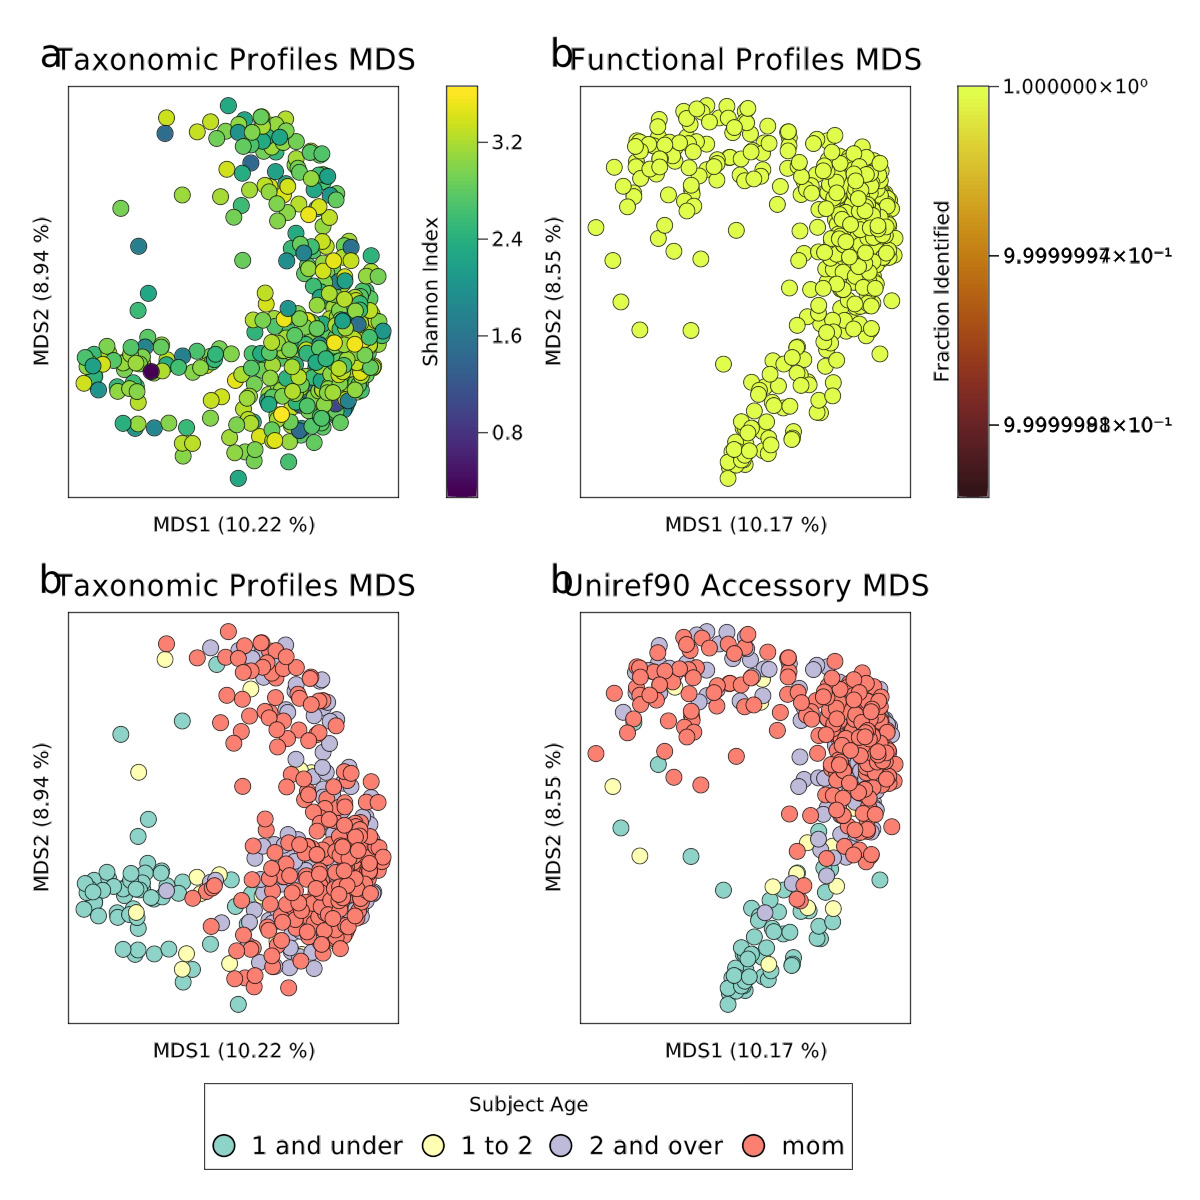 a
Taxonomic Profiles MDS
MDS2 (8.94 %)
MDS1 (10.22 %)
Shannon Index
3.2
2.4
1.6
0.8
b
Functional Profiles MDS
MDS2 (8.55 %)
MDS1 (10.17 %)
Fraction Identified
1.000000×10⁰
b
Taxonomic Profiles MDS
MDS2 (8.94 %)
MDS1 (10.22 %)
b
Uniref90 Accessory MDS
MDS2 (8.55 %)
MDS1 (10.17 %)
Subject Age
1 and under
1 to 2
2 and over
mom